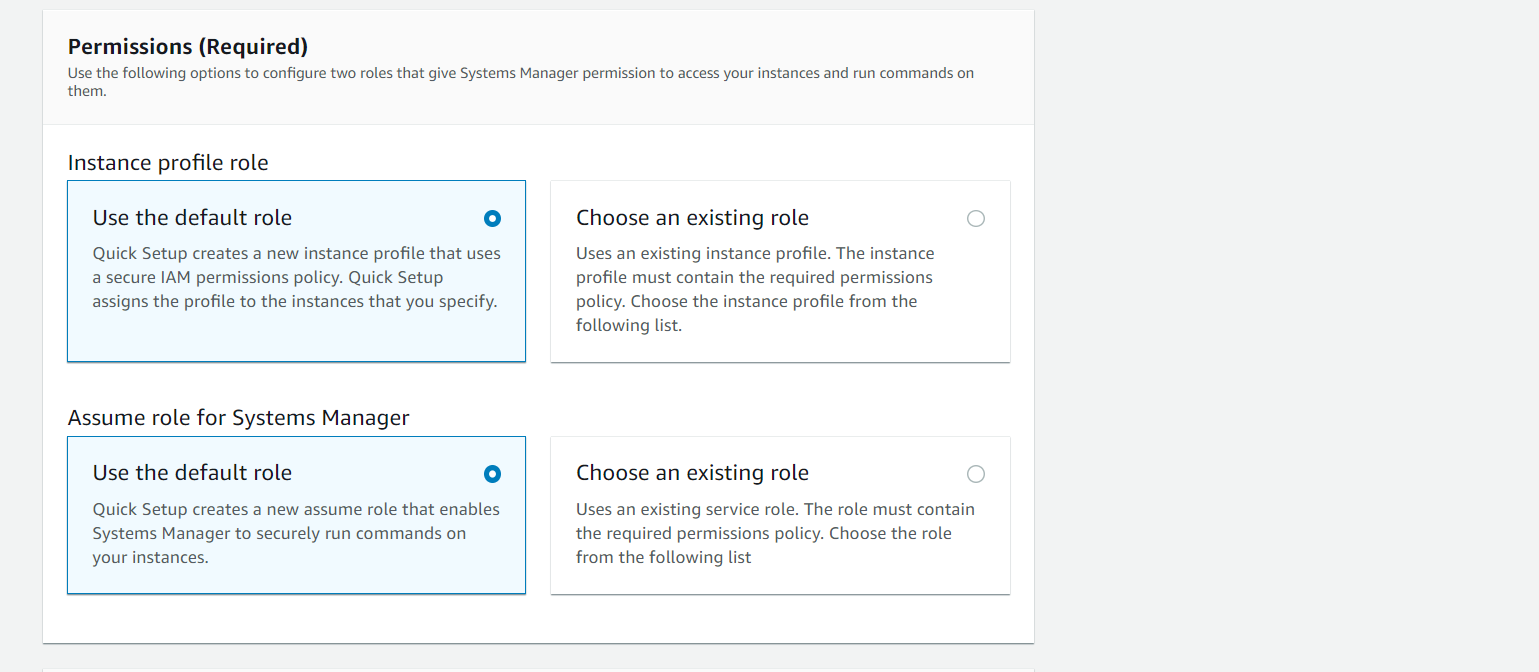 Permissions (Required)
Use the following options to configure two roles that give Systems Manager permission to access your instances and run commands on
them.
Instance profile role
Use the default role
Quick Setup creates a new instance profile that uses
a secure IAM permissions policy. Quick Setup
assigns the profile to the instances that you specify.
Choose an existing role
Uses an existing instance profile. The instance
profile must contain the required permissions
policy. Choose the instance profile from the
following list.
Assume role for Systems Manager
Use the default role
Quick Setup creates a new assume role that enables
Systems Manager to securely run commands on
your instances.
Choose an existing role
Uses an existing service role. The role must contain
the required permissions policy. Choose the role
from the following list